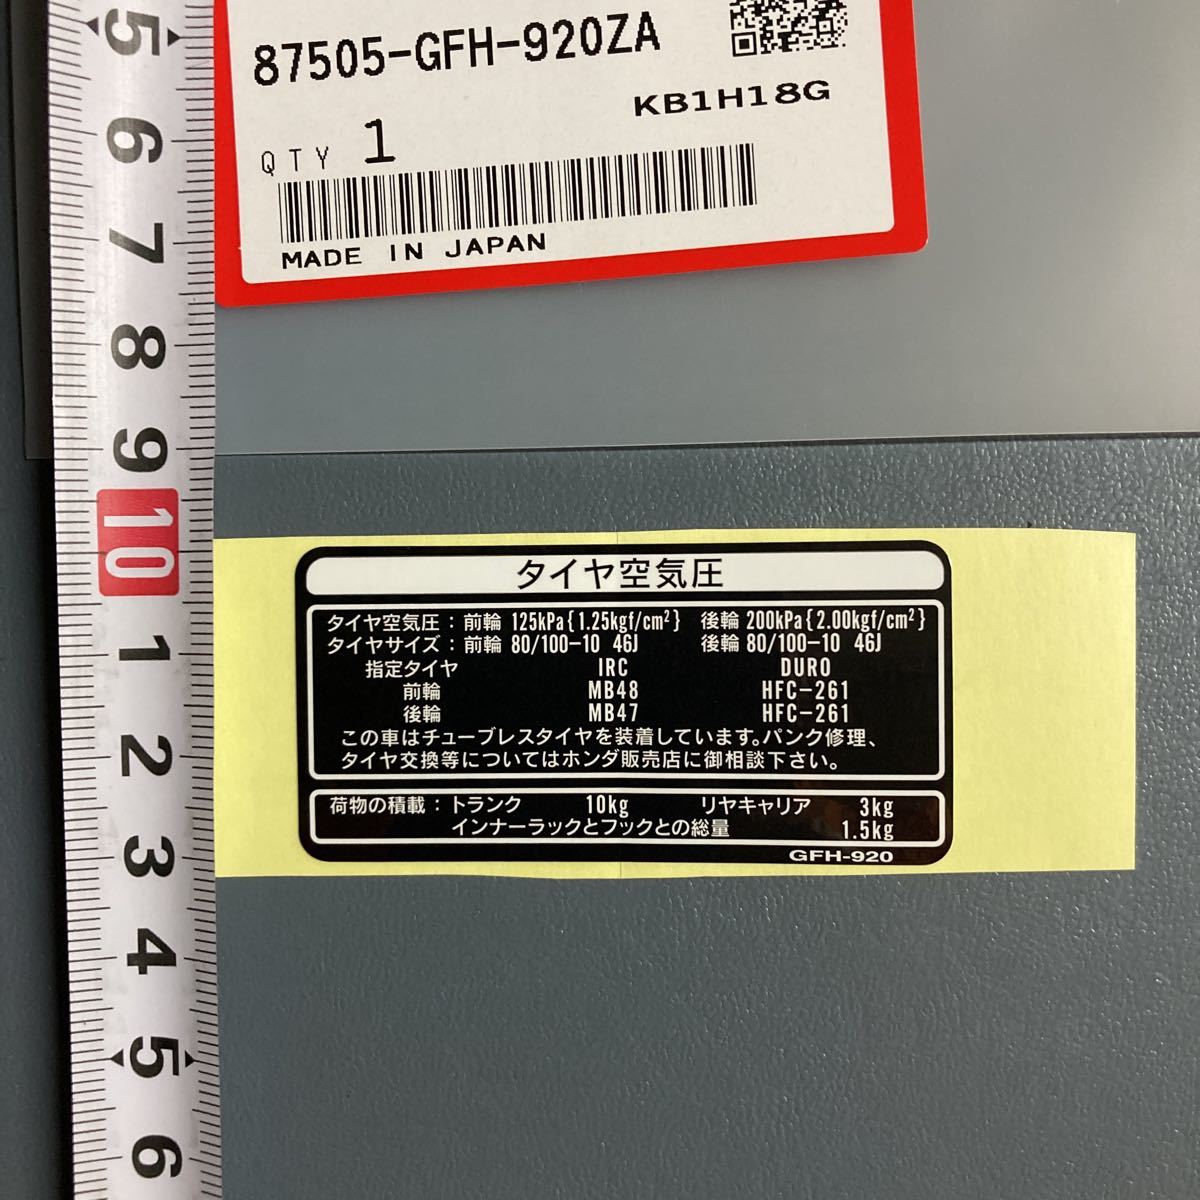 87505-GFH-920ZA
KB1H18G
QTY 1
MADE IN JAPAN
5
6
7
8
9
10
1
2
3
4
5
6
タイヤ空気圧
タイヤ空気圧：前輪 125kPa{1.25kgf/cm²} 後輪 200kPa{2.00kgf/cm²}
タイヤサイズ：前輪 80/100-10 46J 後輪 80/100-10 46J
指定タイヤ IRC DURO
前輪 MB48 HFC-261
後輪 MB47 HFC-261
この車はチューブレスタイヤを装着しています。パンク修理、
タイヤ交換等についてはホンダ販売店に御相談下さい。
荷物の積載：トランク 10kg リヤキャリア 3kg
インナーラックとフックとの総量 1.5kg
GFH-920